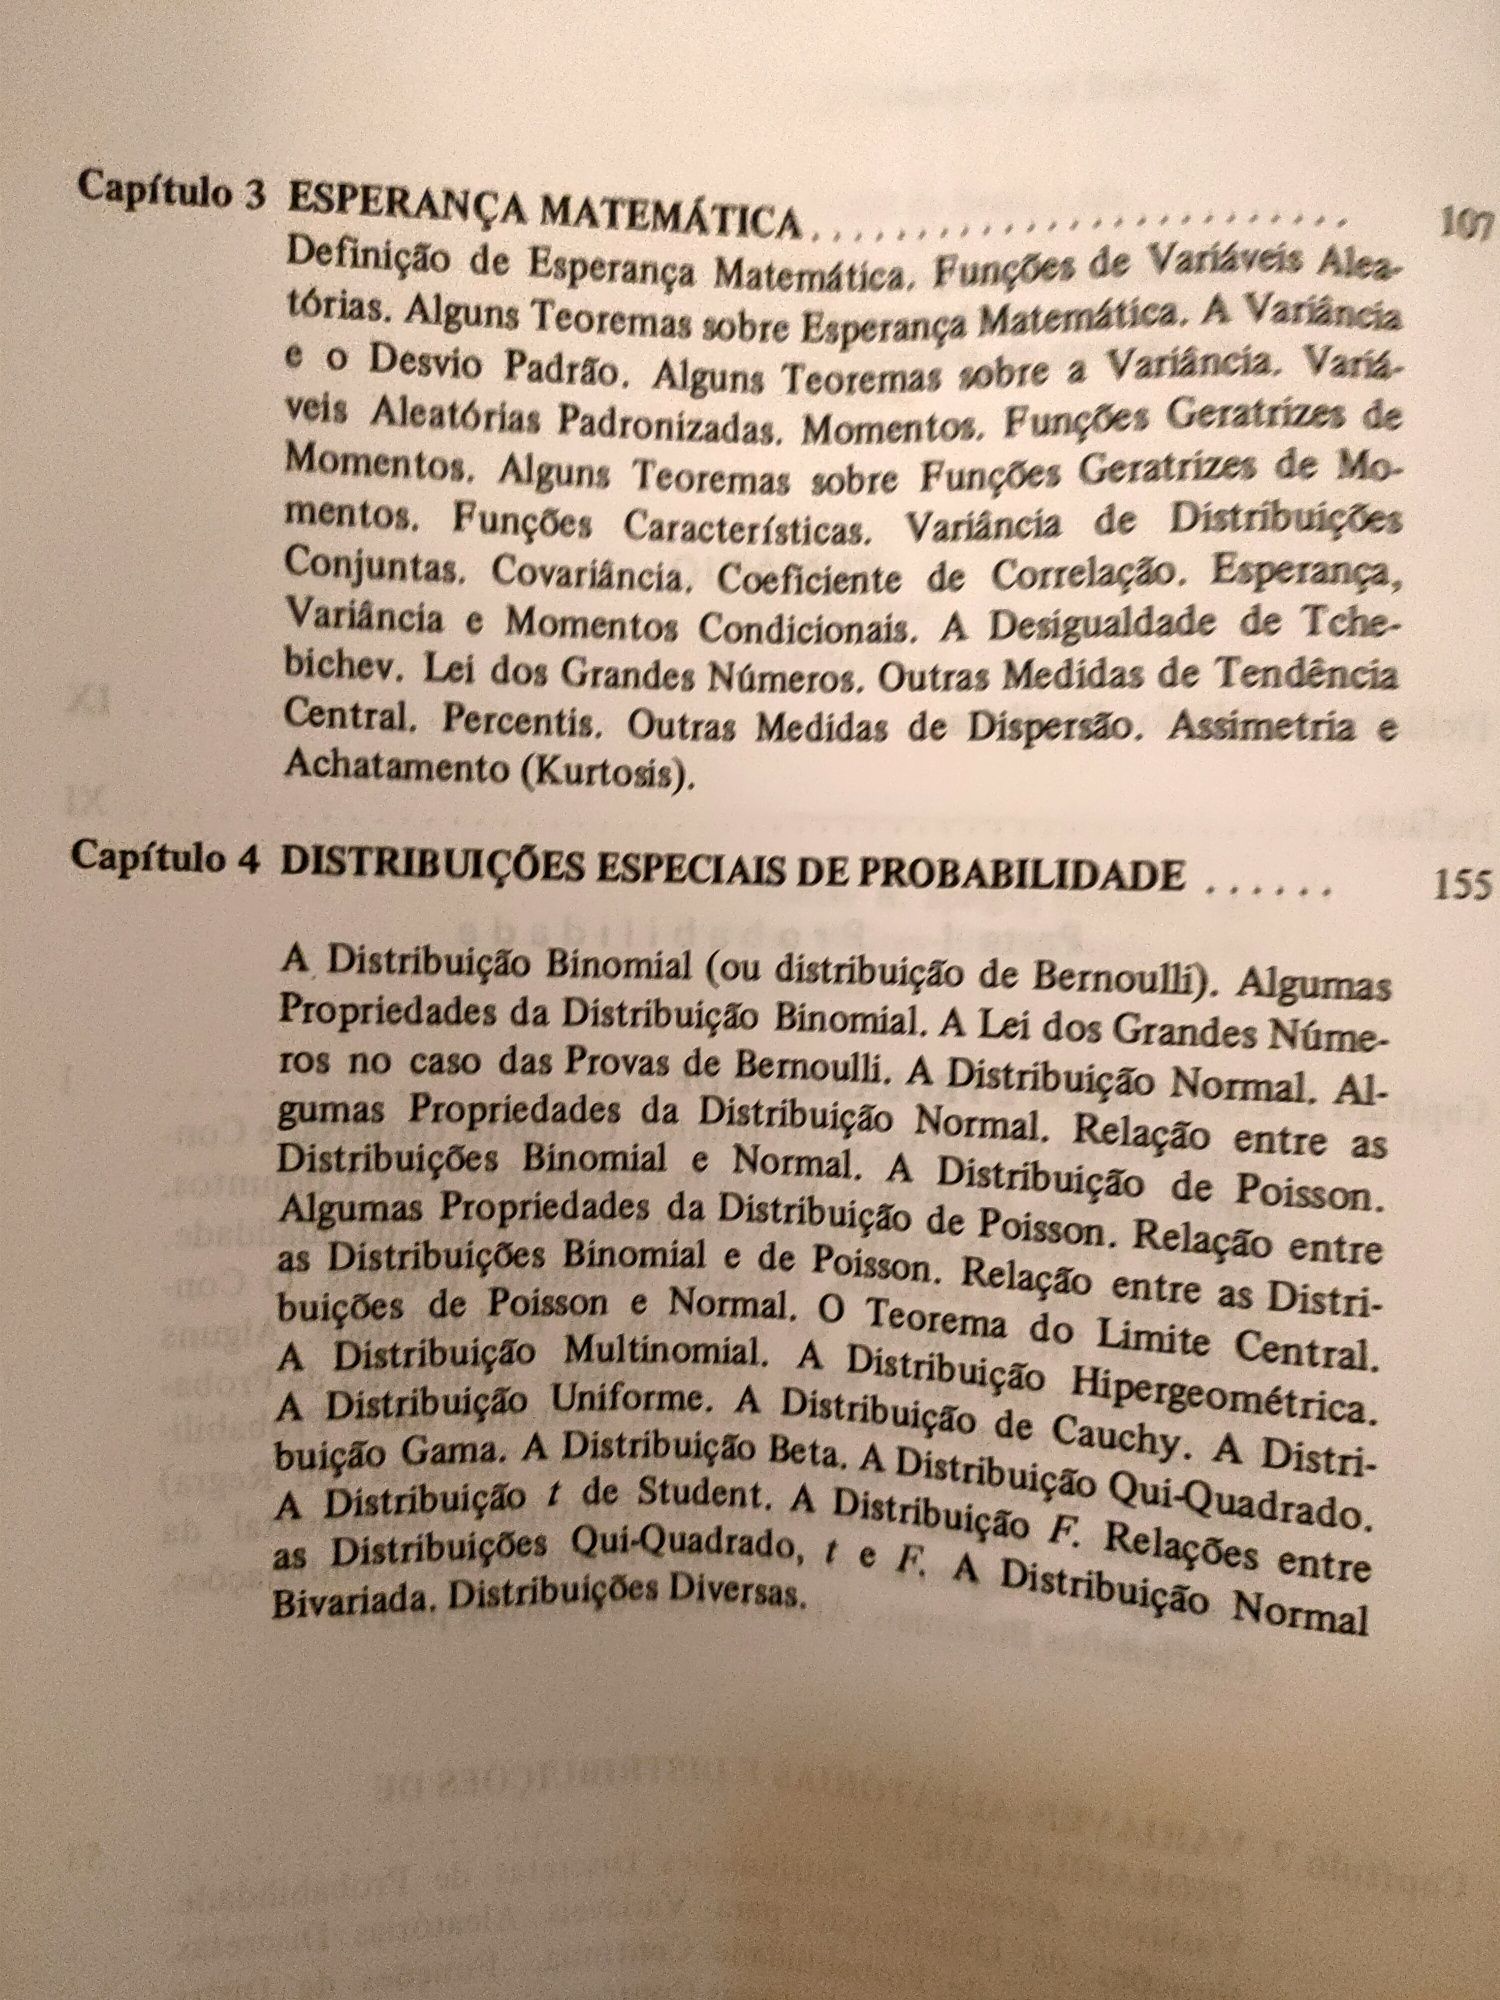 Capítulo 3 ESPERANÇA MATEMÁTICA.......................... 107
Definição de Esperança Matemática. Funções de Variáveis Alea-
tórias. Alguns Teoremas sobre Esperança Matemática. A Variância
e o Desvio Padrão. Alguns Teoremas sobre a Variância. Variá-
veis Aleatórias Padronizadas. Momentos. Funções Geratrizes de
Momentos. Alguns Teoremas sobre Funções Geratrizes de Mo-
mentos. Funções Características. Variância de Distribuições
Conjuntas. Covariância. Coeficiente de Correlação. Esperança,
Variância e Momentos Condicionais. A Desigualdade de Tche-
bichev. Lei dos Grandes Números. Outras Medidas de Tendência
Central. Percentis. Outras Medidas de Dispersão. Assimetria e
Achatamento (Kurtosis).
Capítulo 4 DISTRIBUIÇÕES ESPECIAIS DE PROBABILIDADE ...... 155
A Distribuição Binomial (ou distribuição de Bernoulli). Algumas
Propriedades da Distribuição Binomial. A Lei dos Grandes Núme-
ros no caso das Provas de Bernoulli. A Distribuição Normal. Al-
gumas Propriedades da Distribuição Normal. Relação entre as
Distribuições Binomial e Normal. A Distribuição de Poisson.
Algumas Propriedades da Distribuição de Poisson. Relação entre
as Distribuições Binomial e de Poisson. Relação entre as Distri-
buições de Poisson e Normal. O Teorema do Limite Central.
A Distribuição Multinomial. A Distribuição Hipergeométrica.
A Distribuição Uniforme. A Distribuição de Cauchy. A Distri-
buição Gama. A Distribuição Beta. A Distribuição Qui-Quadrado.
A Distribuição t de Student. A Distribuição F. Relações entre
as Distribuições Qui-Quadrado, t e F. A Distribuição Normal
Bivariada. Distribuições Diversas.